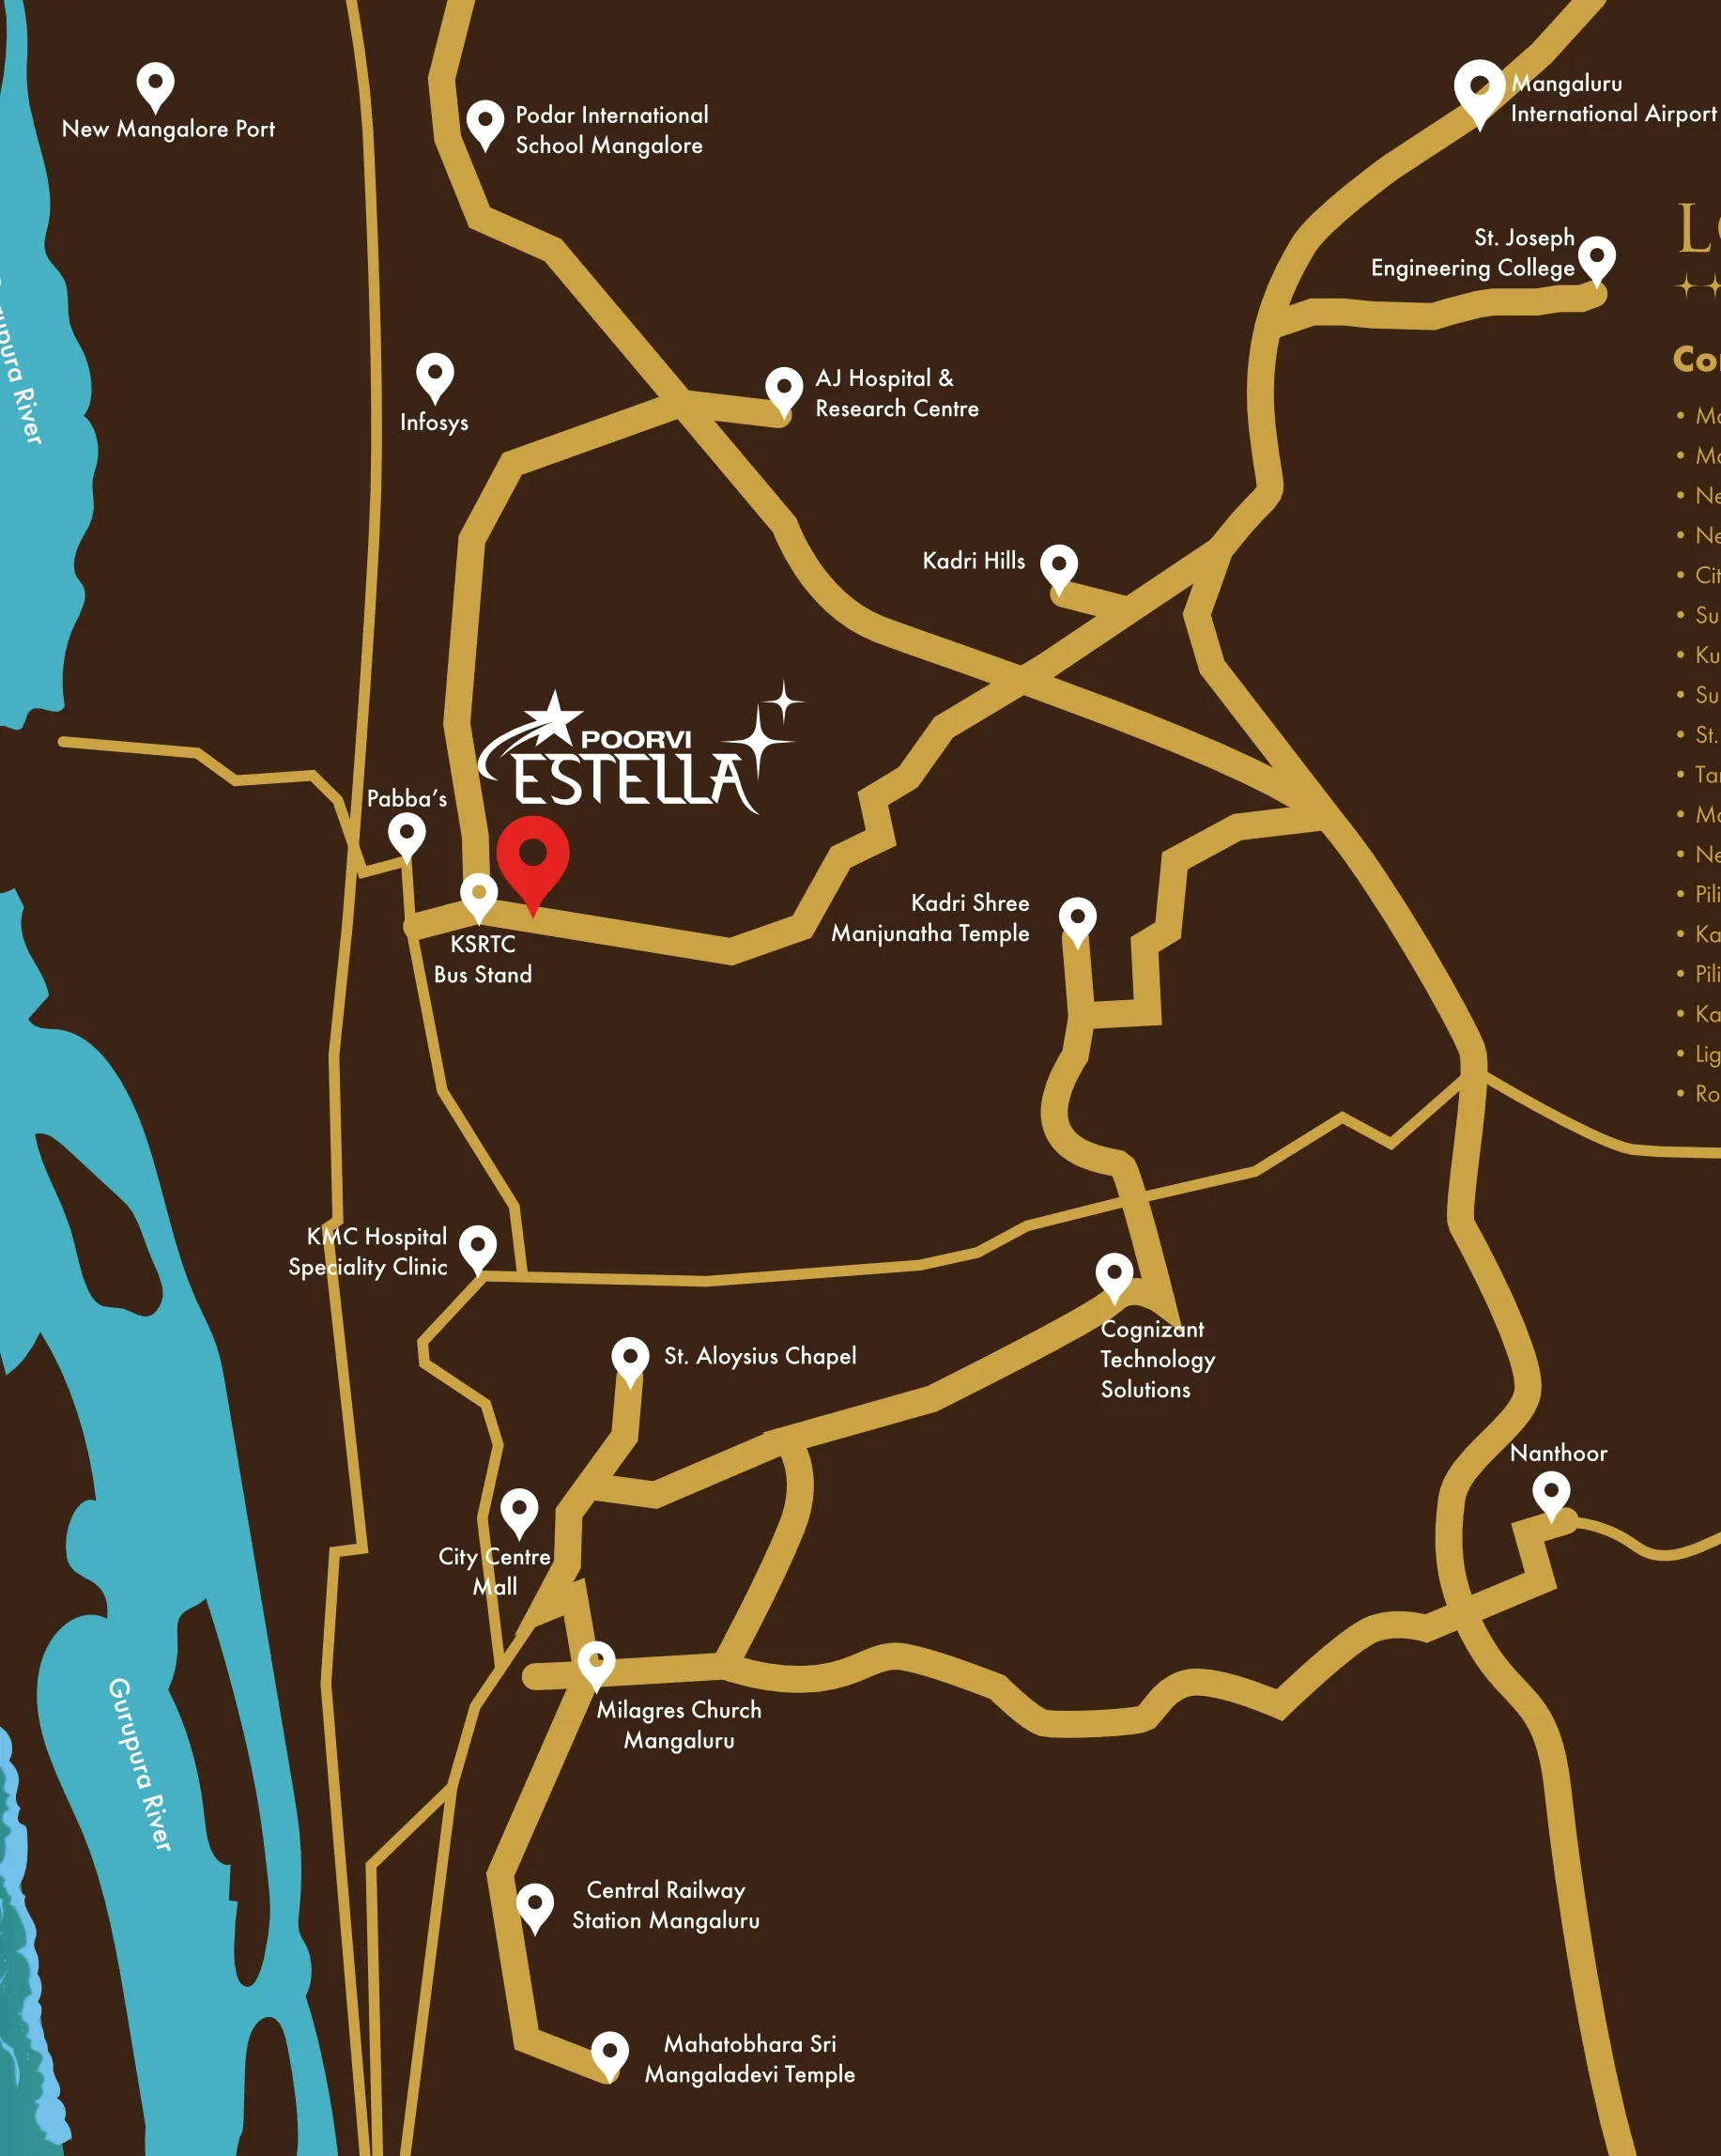 New Mangalore Port
Podar International
School Mangalore
Mangaluru
International Airport
St. Joseph
Engineering College
Infosys
AJ Hospital &
Research Centre
Kadri Hills
POORVI
ESTELLA
Pabba's
KSRTC
Bus Stand
Kadri Shree
Manjunatha Temple
KMC Hospital
Speciality Clinic
Cognizant
Technology
Solutions
St. Aloysius Chapel
Nanthoor
City Centre
Mall
Milagres Church
Mangaluru
Gurupura River
Central Railway
Station Mangaluru
Mahatobhara Sri
Mangaladevi Temple